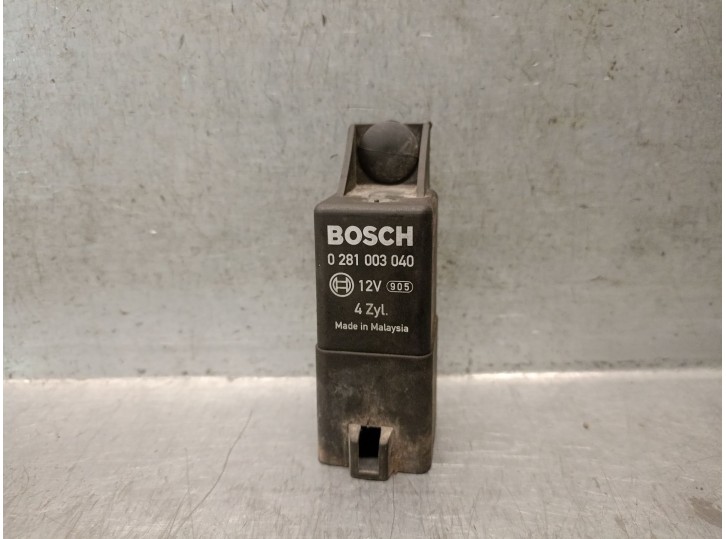 BOSCH
0 281 003 040
12V 905
4 Zyl.
Made in Malaysia